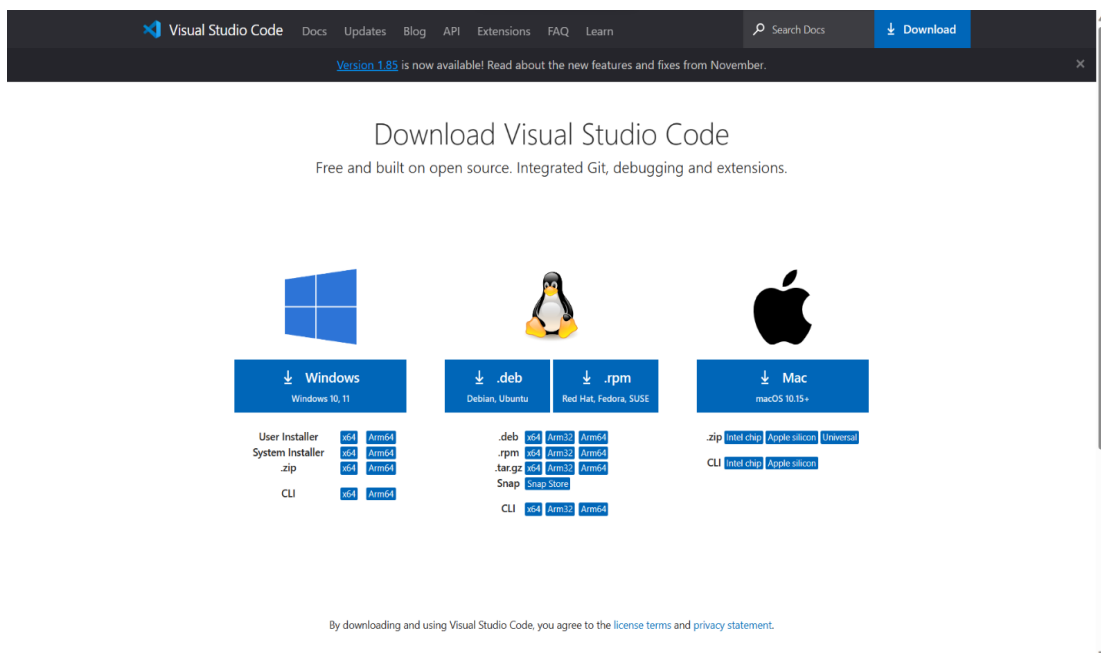 Visual Studio Code Docs Updates Blog API Extensions FAQ Learn Search Docs Download
Version 1.85 is now available! Read about the new features and fixes from November.
Download Visual Studio Code
Free and built on open source. Integrated Git, debugging and extensions.
Windows
Windows 10, 11
User Installer x64 Arm64
System Installer x64 Arm64
.zip x64 Arm64
CLI x64 Arm64
.deb
Debian, Ubuntu
.rpm
Red Hat, Fedora, SUSE
.deb x64 Arm32 Arm64
.rpm x64 Arm32 Arm64
.tar.gz x64 Arm32 Arm64
Snap Snap Store
CLI x64 Arm32 Arm64
Mac
macOS 10.15+
.zip Intel chip Apple silicon Universal
CLI Intel chip Apple silicon
By downloading and using Visual Studio Code, you agree to the license terms and privacy statement.